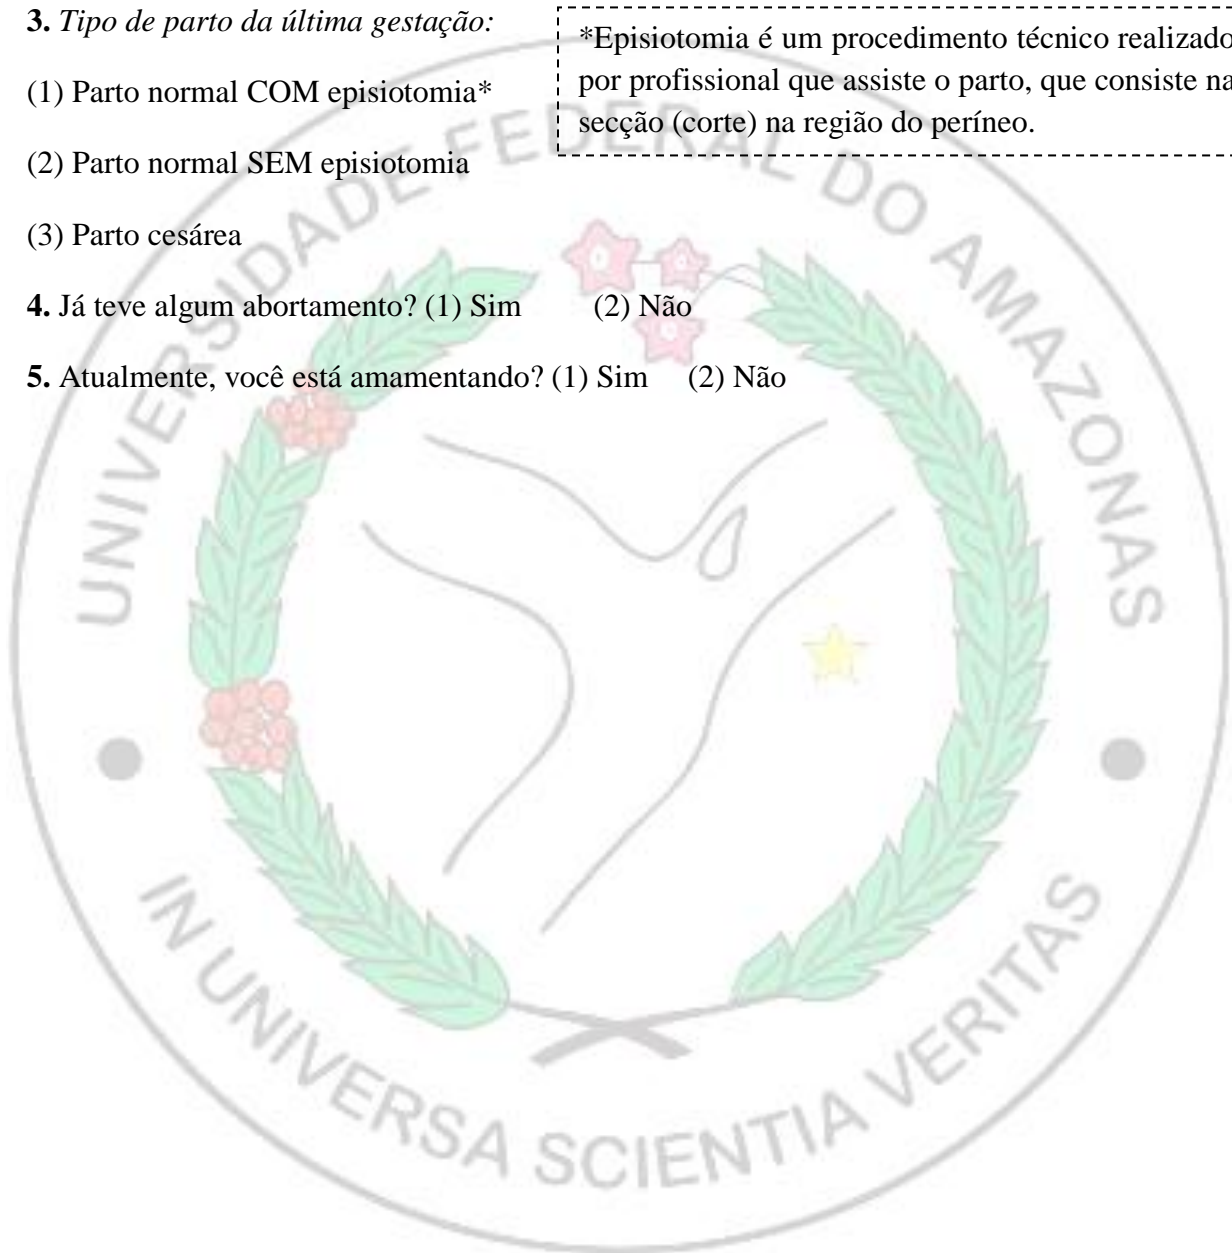 3. Tipo de parto da última gestação:
*Episiotomia é um procedimento técnico realizado
por profissional que assiste o parto, que consiste na
secção (corte) na região do períneo.
(1) Parto normal COM episiotomia*
(2) Parto normal SEM episiotomia
(3) Parto cesárea
4. Já teve algum abortamento? (1) Sim (2) Não
5. Atualmente, você está amamentando? (1) Sim (2) Não
UNIVERSIDADE FEDERAL DO AMAZONAS
IN UNIVERSA SCIENTIA VERITAS